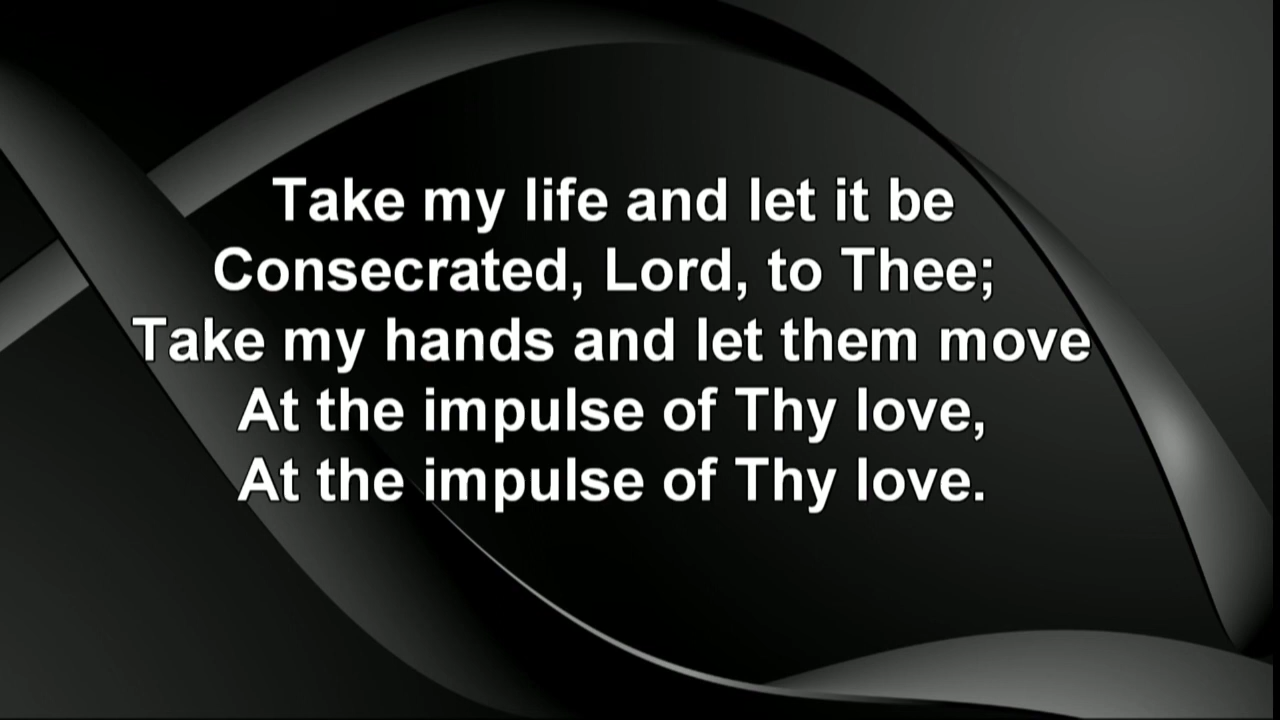 Take my life and let it be
Consecrated, Lord, to Thee;
Take my hands and let them move
At the impulse of Thy love,
At the impulse of Thy love.